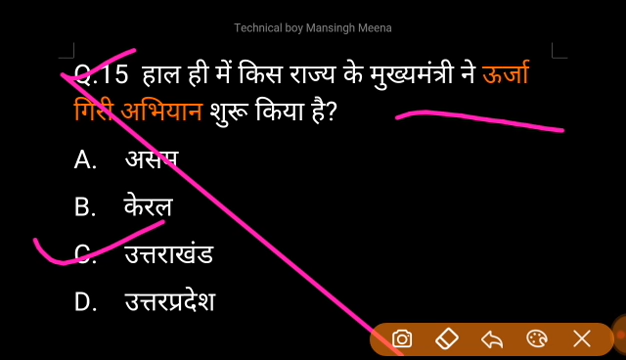 Technical boy Mansingh Meena
Q.15 हाल ही में किस राज्य के मुख्यमंत्री ने ऊर्जा
गिरी अभियान शुरू किया है?
A. असम
B. केरल
C. उत्तराखंड
D. उत्तरप्रदेश